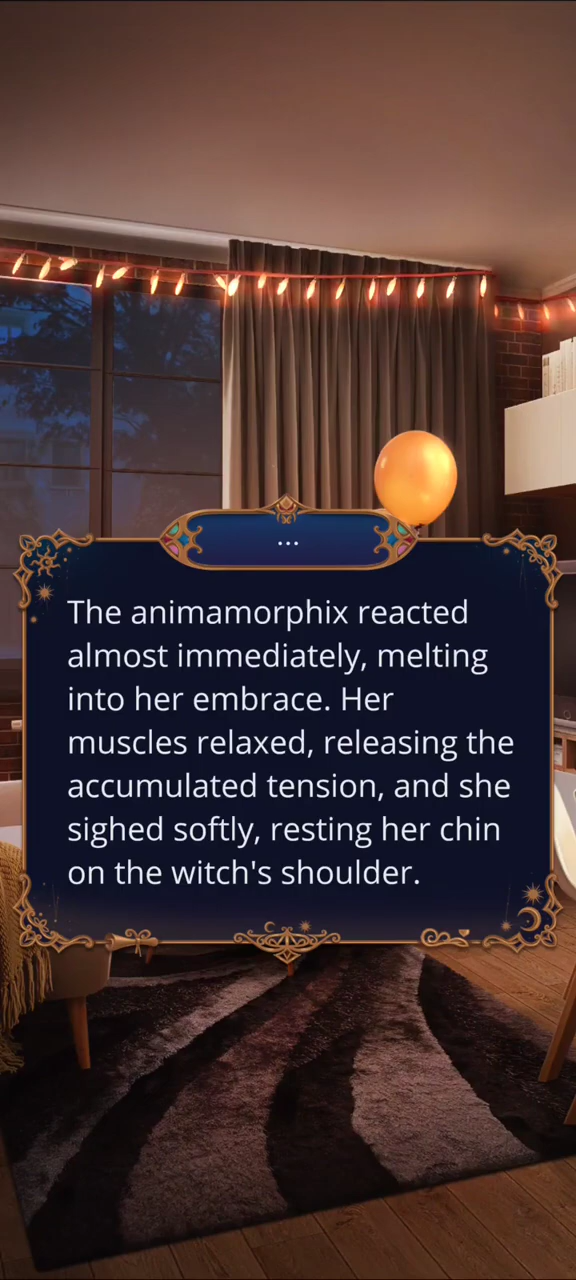 ...
The animamorphix reacted
almost immediately, melting
into her embrace. Her
muscles relaxed, releasing the
accumulated tension, and she
sighed softly, resting her chin
on the witch's shoulder.